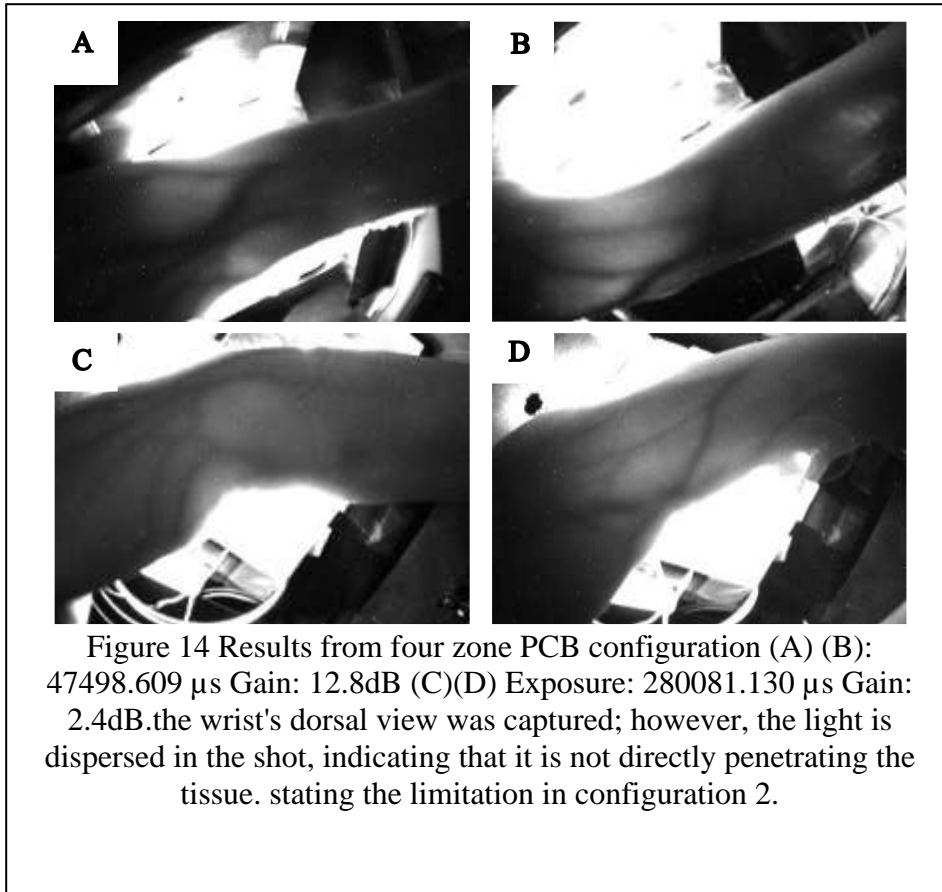 A
B
C
D
Figure 14 Results from four zone PCB configuration (A) (B):
47498.609 µs Gain: 12.8dB (C)(D) Exposure: 280081.130 µs Gain:
2.4dB.the wrist's dorsal view was captured; however, the light is
dispersed in the shot, indicating that it is not directly penetrating the
tissue. stating the limitation in configuration 2.